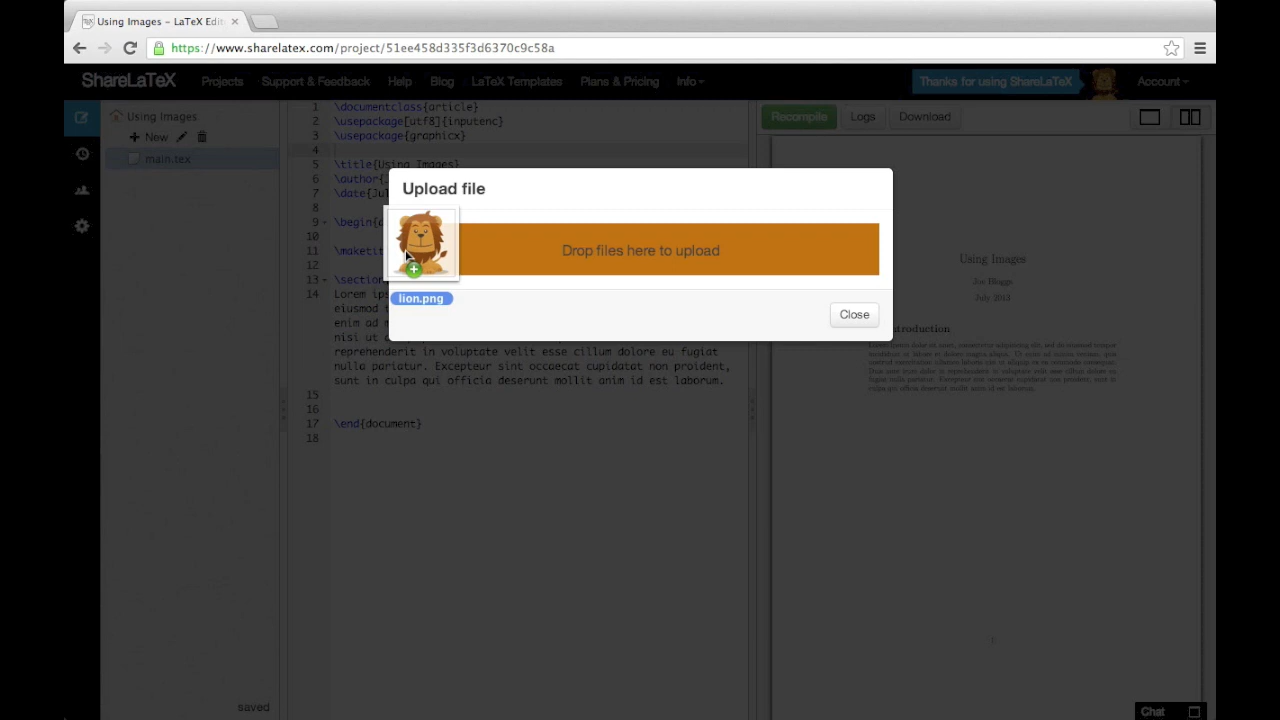 Using Images – LaTeX Edit
https://www.sharelatex.com/project/51ee458d335f3d6370c9c58a
ShareLaTeX Projects Support & Feedback Help Blog LaTeX Templates Plans & Pricing Info Thanks for using ShareLaTeX Account
Using Images
New
main.tex
saved
1 \documentclass{article}
2 \usepackage[utf8]{inputenc}
3 \usepackage{graphicx}
4
5 \title{Using Images}
6 \author{J
7 \date{Jul
8
9 \begin{d
10
11 \maketit
12
13 \section
14 Lorem ips
eiusmod
enim ad m
nisi ut a
reprehenderit in voluptate velit esse cillum dolore eu fugiat
nulla pariatur. Excepteur sint occaecat cupidatat non proident,
sunt in culpa qui officia deserunt mollit anim id est laborum.
15
16
17 \end{document}
18
Upload file
Drop files here to upload
lion.png
Close
Recompile Logs Download
Using Images
Joe Bloggs
July 2013
troduction
Chat